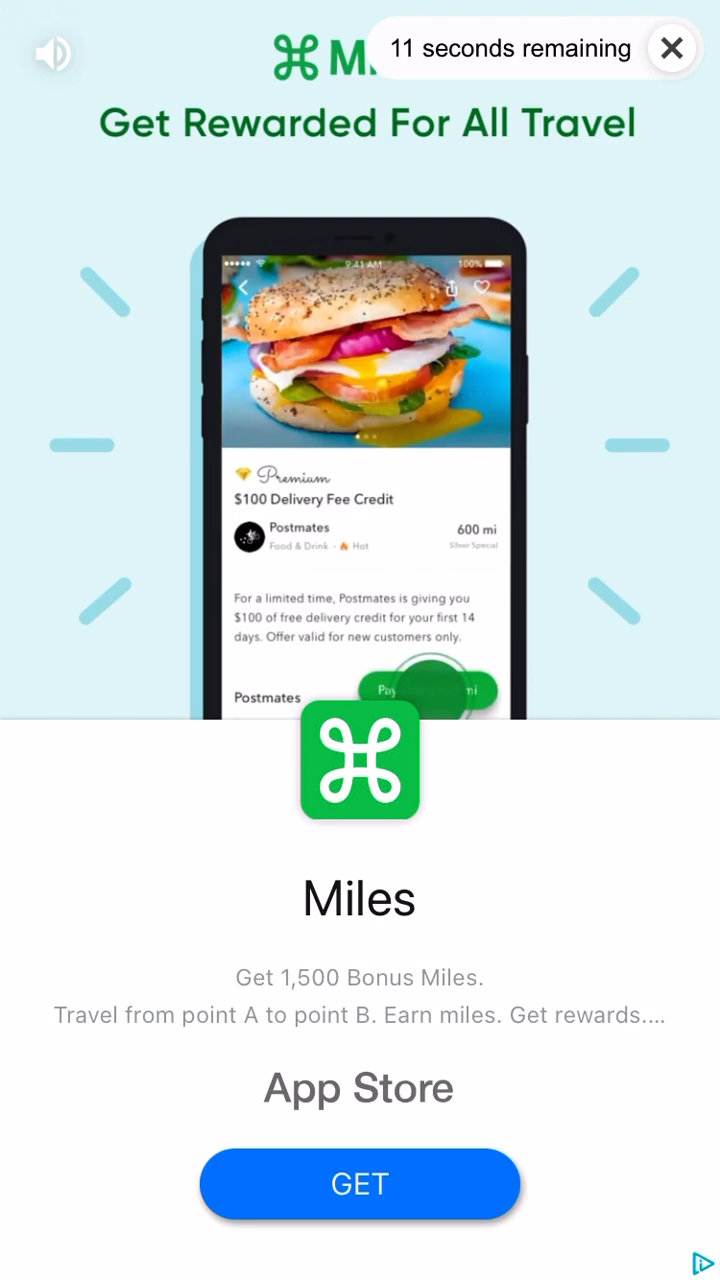 11 seconds remaining
Get Rewarded For All Travel
9:41 AM
100%
Premium
$100 Delivery Fee Credit
Postmates
600 mi
Food & Drink · Hot
Silver Special
For a limited time, Postmates is giving you
$100 of free delivery credit for your first 14
days. Offer valid for new customers only.
Postmates
Miles
Get 1,500 Bonus Miles.
Travel from point A to point B. Earn miles. Get rewards....
App Store
GET